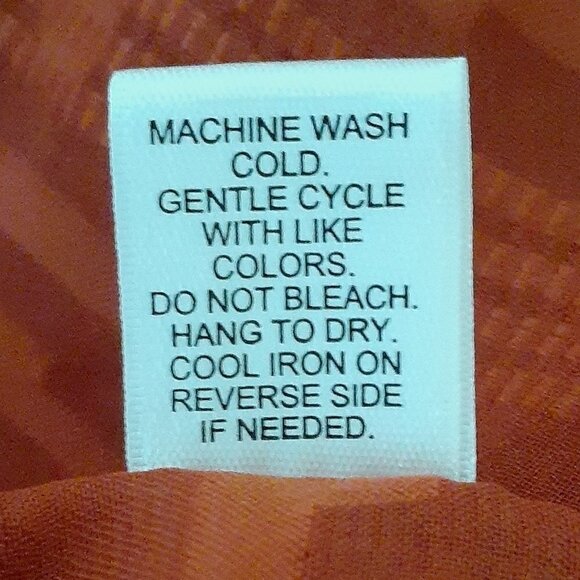 MACHINE WASH
COLD.
GENTLE CYCLE
WITH LIKE
COLORS.
DO NOT BLEACH.
HANG TO DRY.
COOL IRON ON
REVERSE SIDE
IF NEEDED.